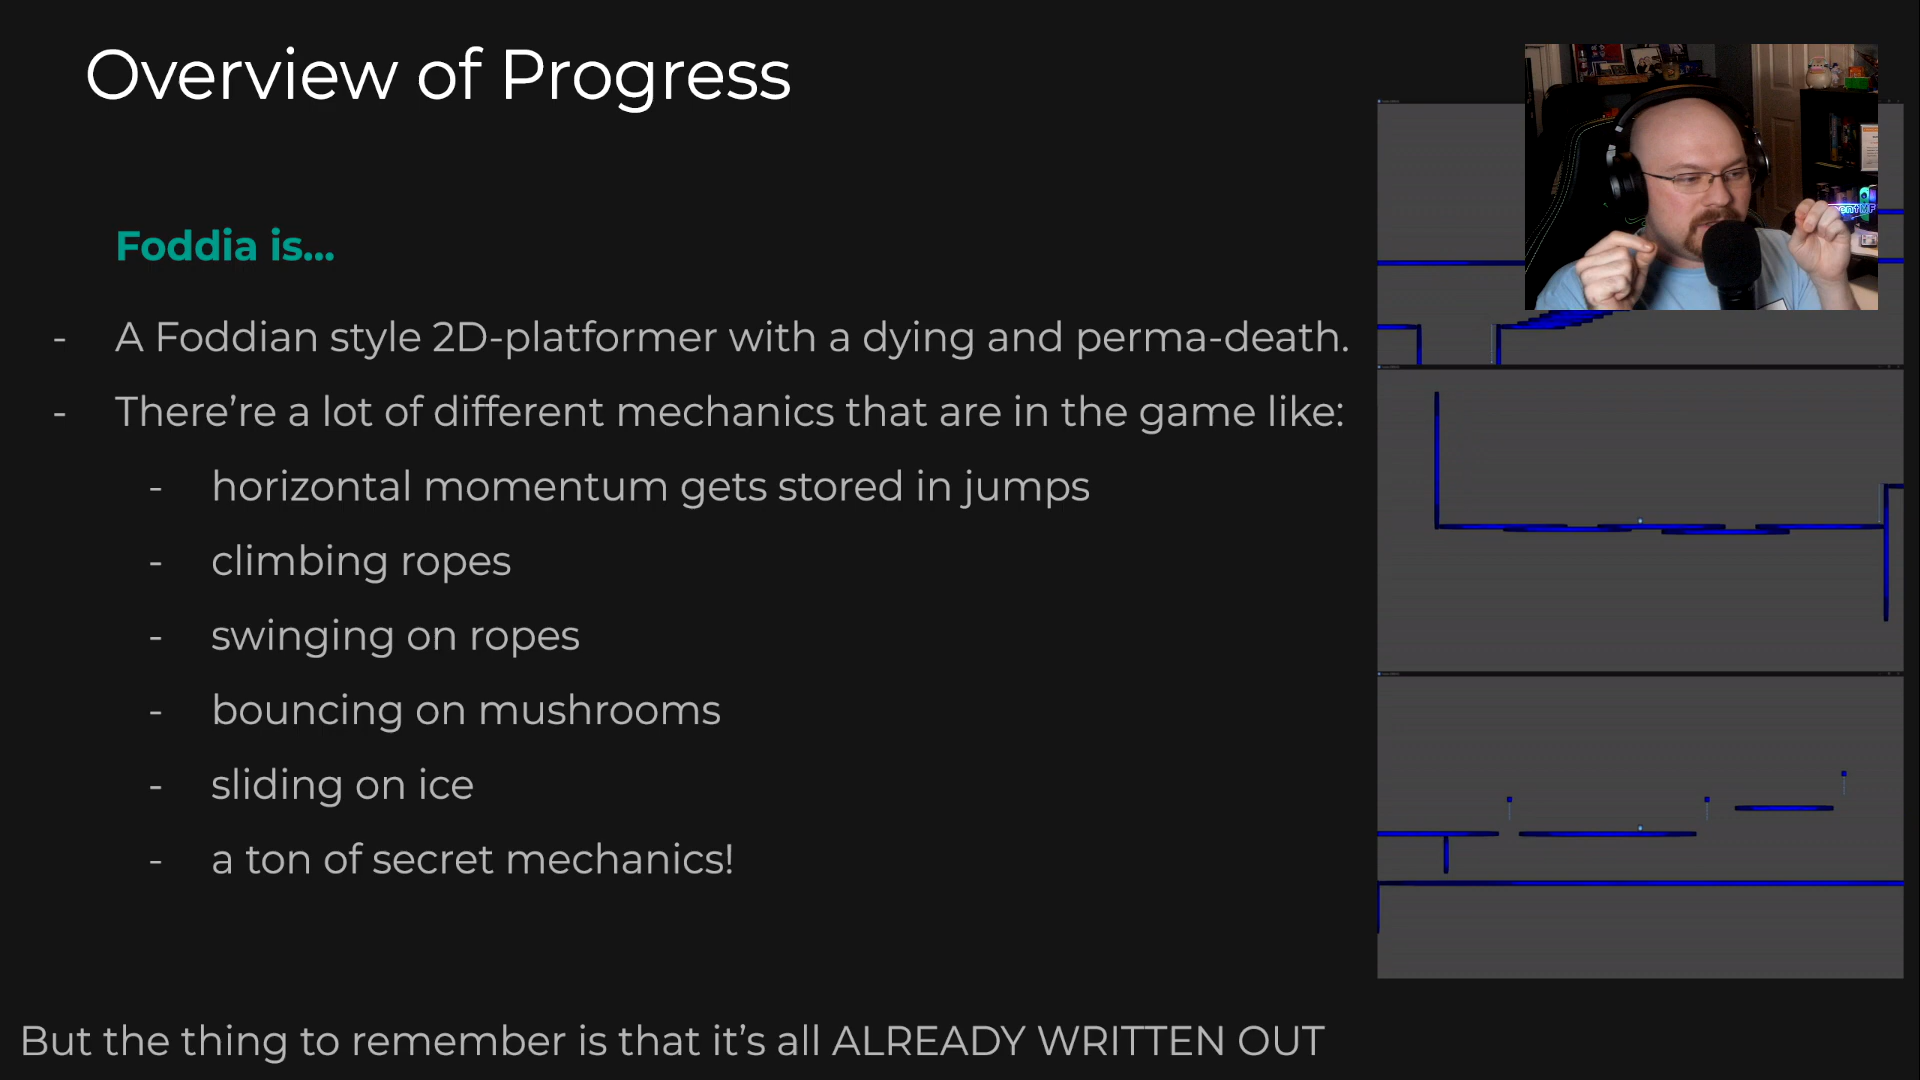 Overview of Progress
Foddia is...
- A Foddian style 2D-platformer with a dying and perma-death.
- There’re a lot of different mechanics that are in the game like:
- horizontal momentum gets stored in jumps
- climbing ropes
- swinging on ropes
- bouncing on mushrooms
- sliding on ice
- a ton of secret mechanics!
But the thing to remember is that it’s all ALREADY WRITTEN OUT